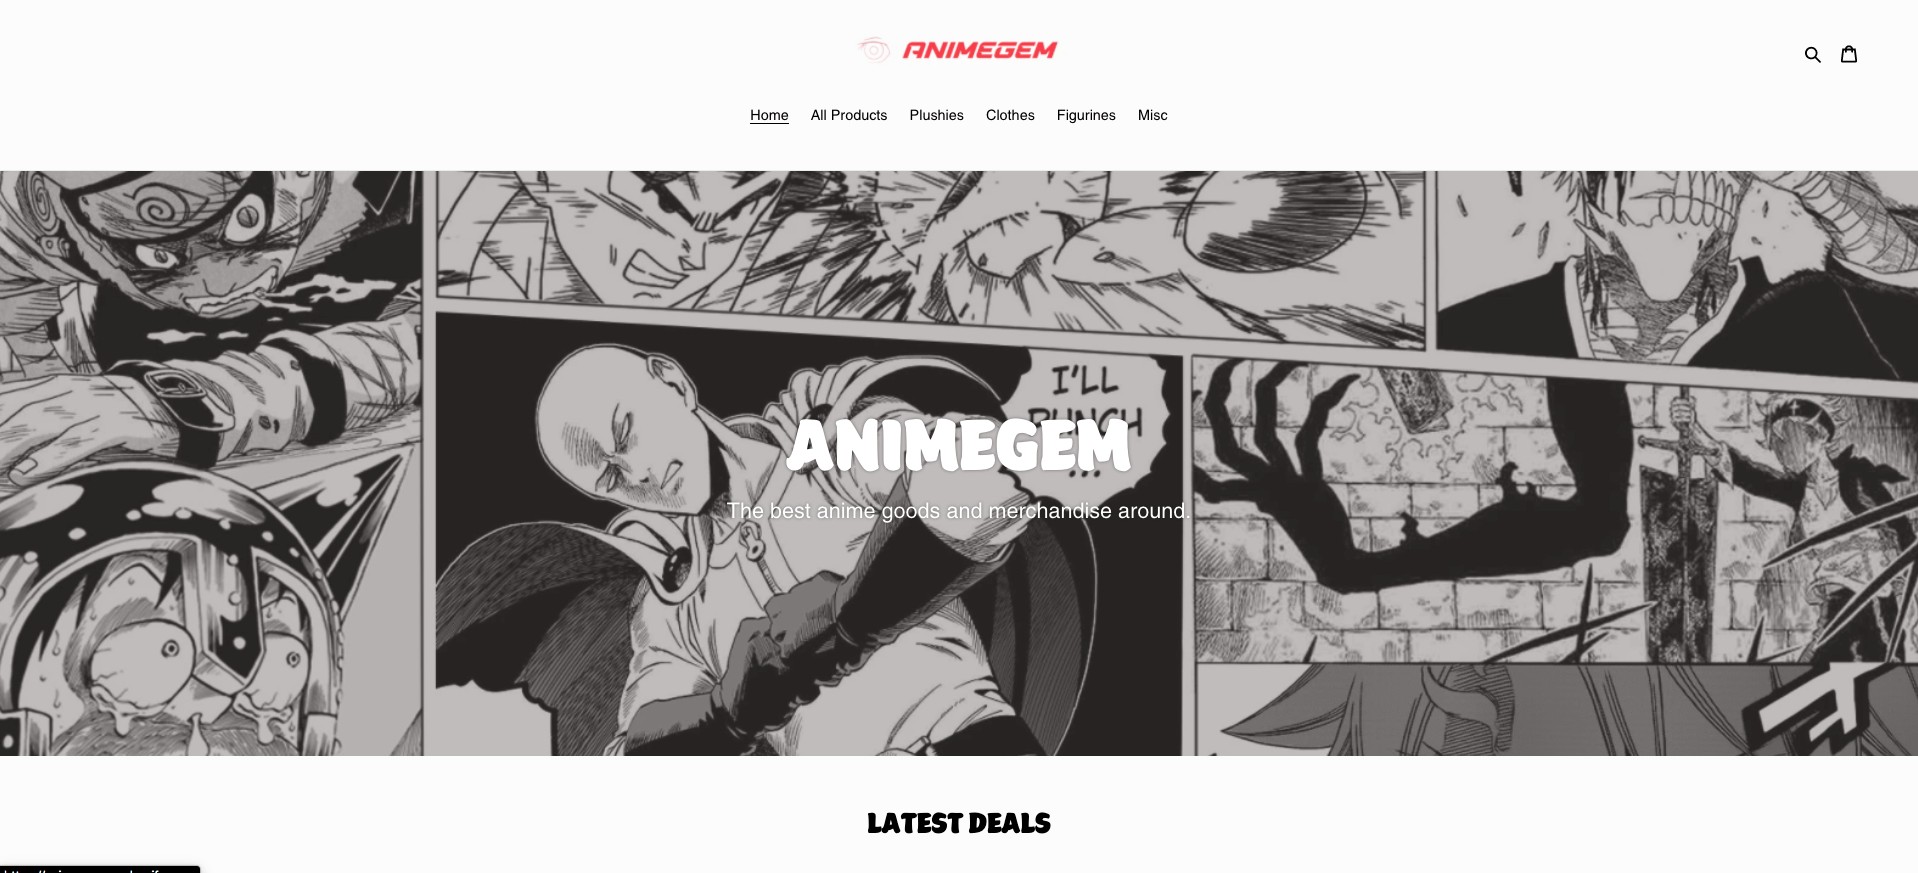 ANIMEGEM
Home All Products Plushies Clothes Figurines Misc
I'LL
PUNCH
...
ANIMEGEM
The best anime goods and merchandise around.
LATEST DEALS